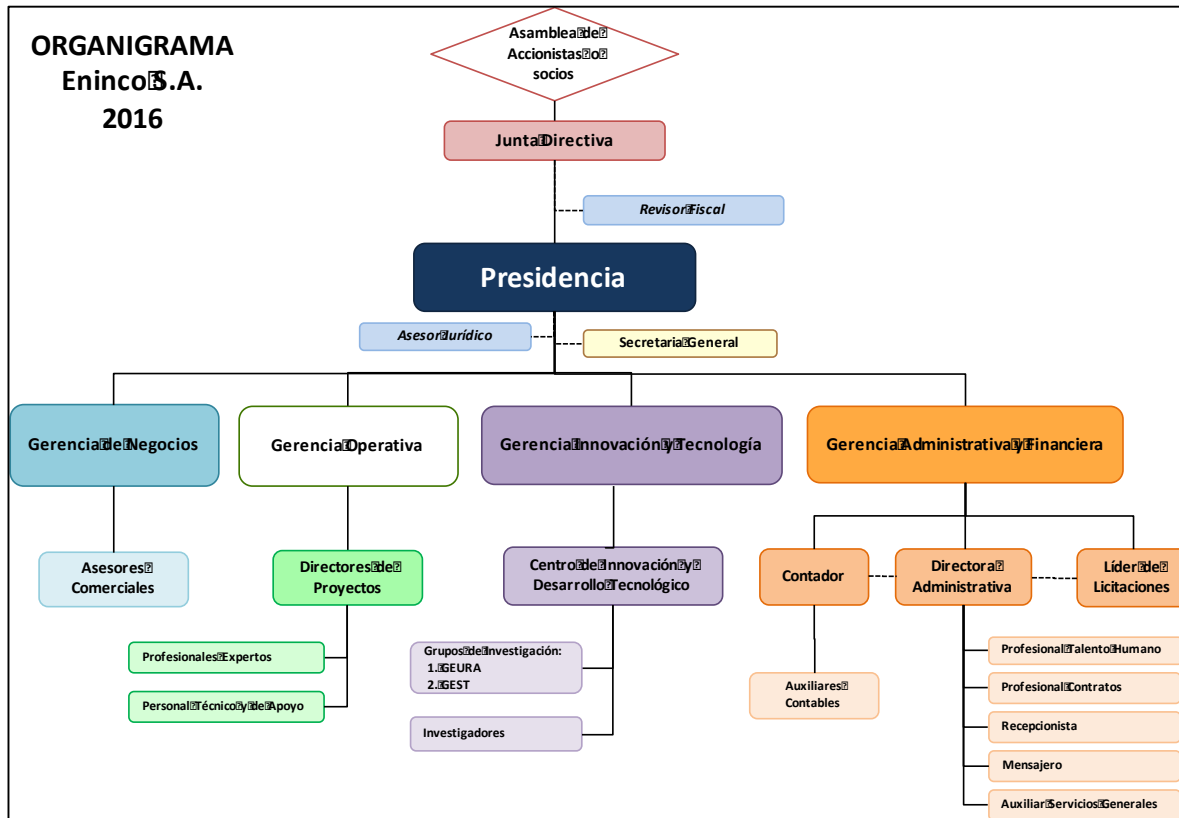 ORGANIGRAMA
Eninco S.A.
2016
Asamblea de
Accionistas o
socios
Junta Directiva
Revisor Fiscal
Presidencia
Asesor Jurídico
Secretaria General
Gerencia de Negocios
Gerencia Operativa
Gerencia Innovación y Tecnología
Gerencia Administrativa y Financiera
Asesores
Comerciales
Directores de
Proyectos
Centro de Innovación y
Desarrollo Tecnológico
Contador
Directora
Administrativa
Líder de
Licitaciones
Profesionales Expertos
Personal Técnico y de Apoyo
Grupos de Investigación:
1. GEURA
2. GEST
Investigadores
Auxiliares
Contables
Profesional Talento Humano
Profesional Contratos
Recepcionista
Mensajero
Auxiliar Servicios Generales